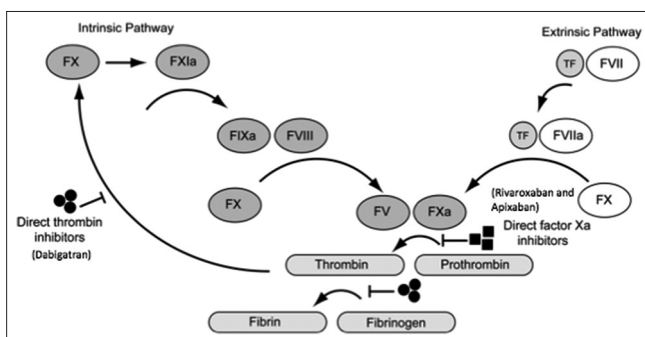 Intrinsic Pathway
Extrinsic Pathway
FX
FXIa
TF
FVII
FIXa
FVIII
TF
FVIIa
FX
FV
FXa
(Rivaroxaban and
Apixaban)
FX
Direct factor Xa
inhibitors
Direct thrombin
inhibitors
(Dabigatran)
Thrombin
Prothrombin
Fibrin
Fibrinogen